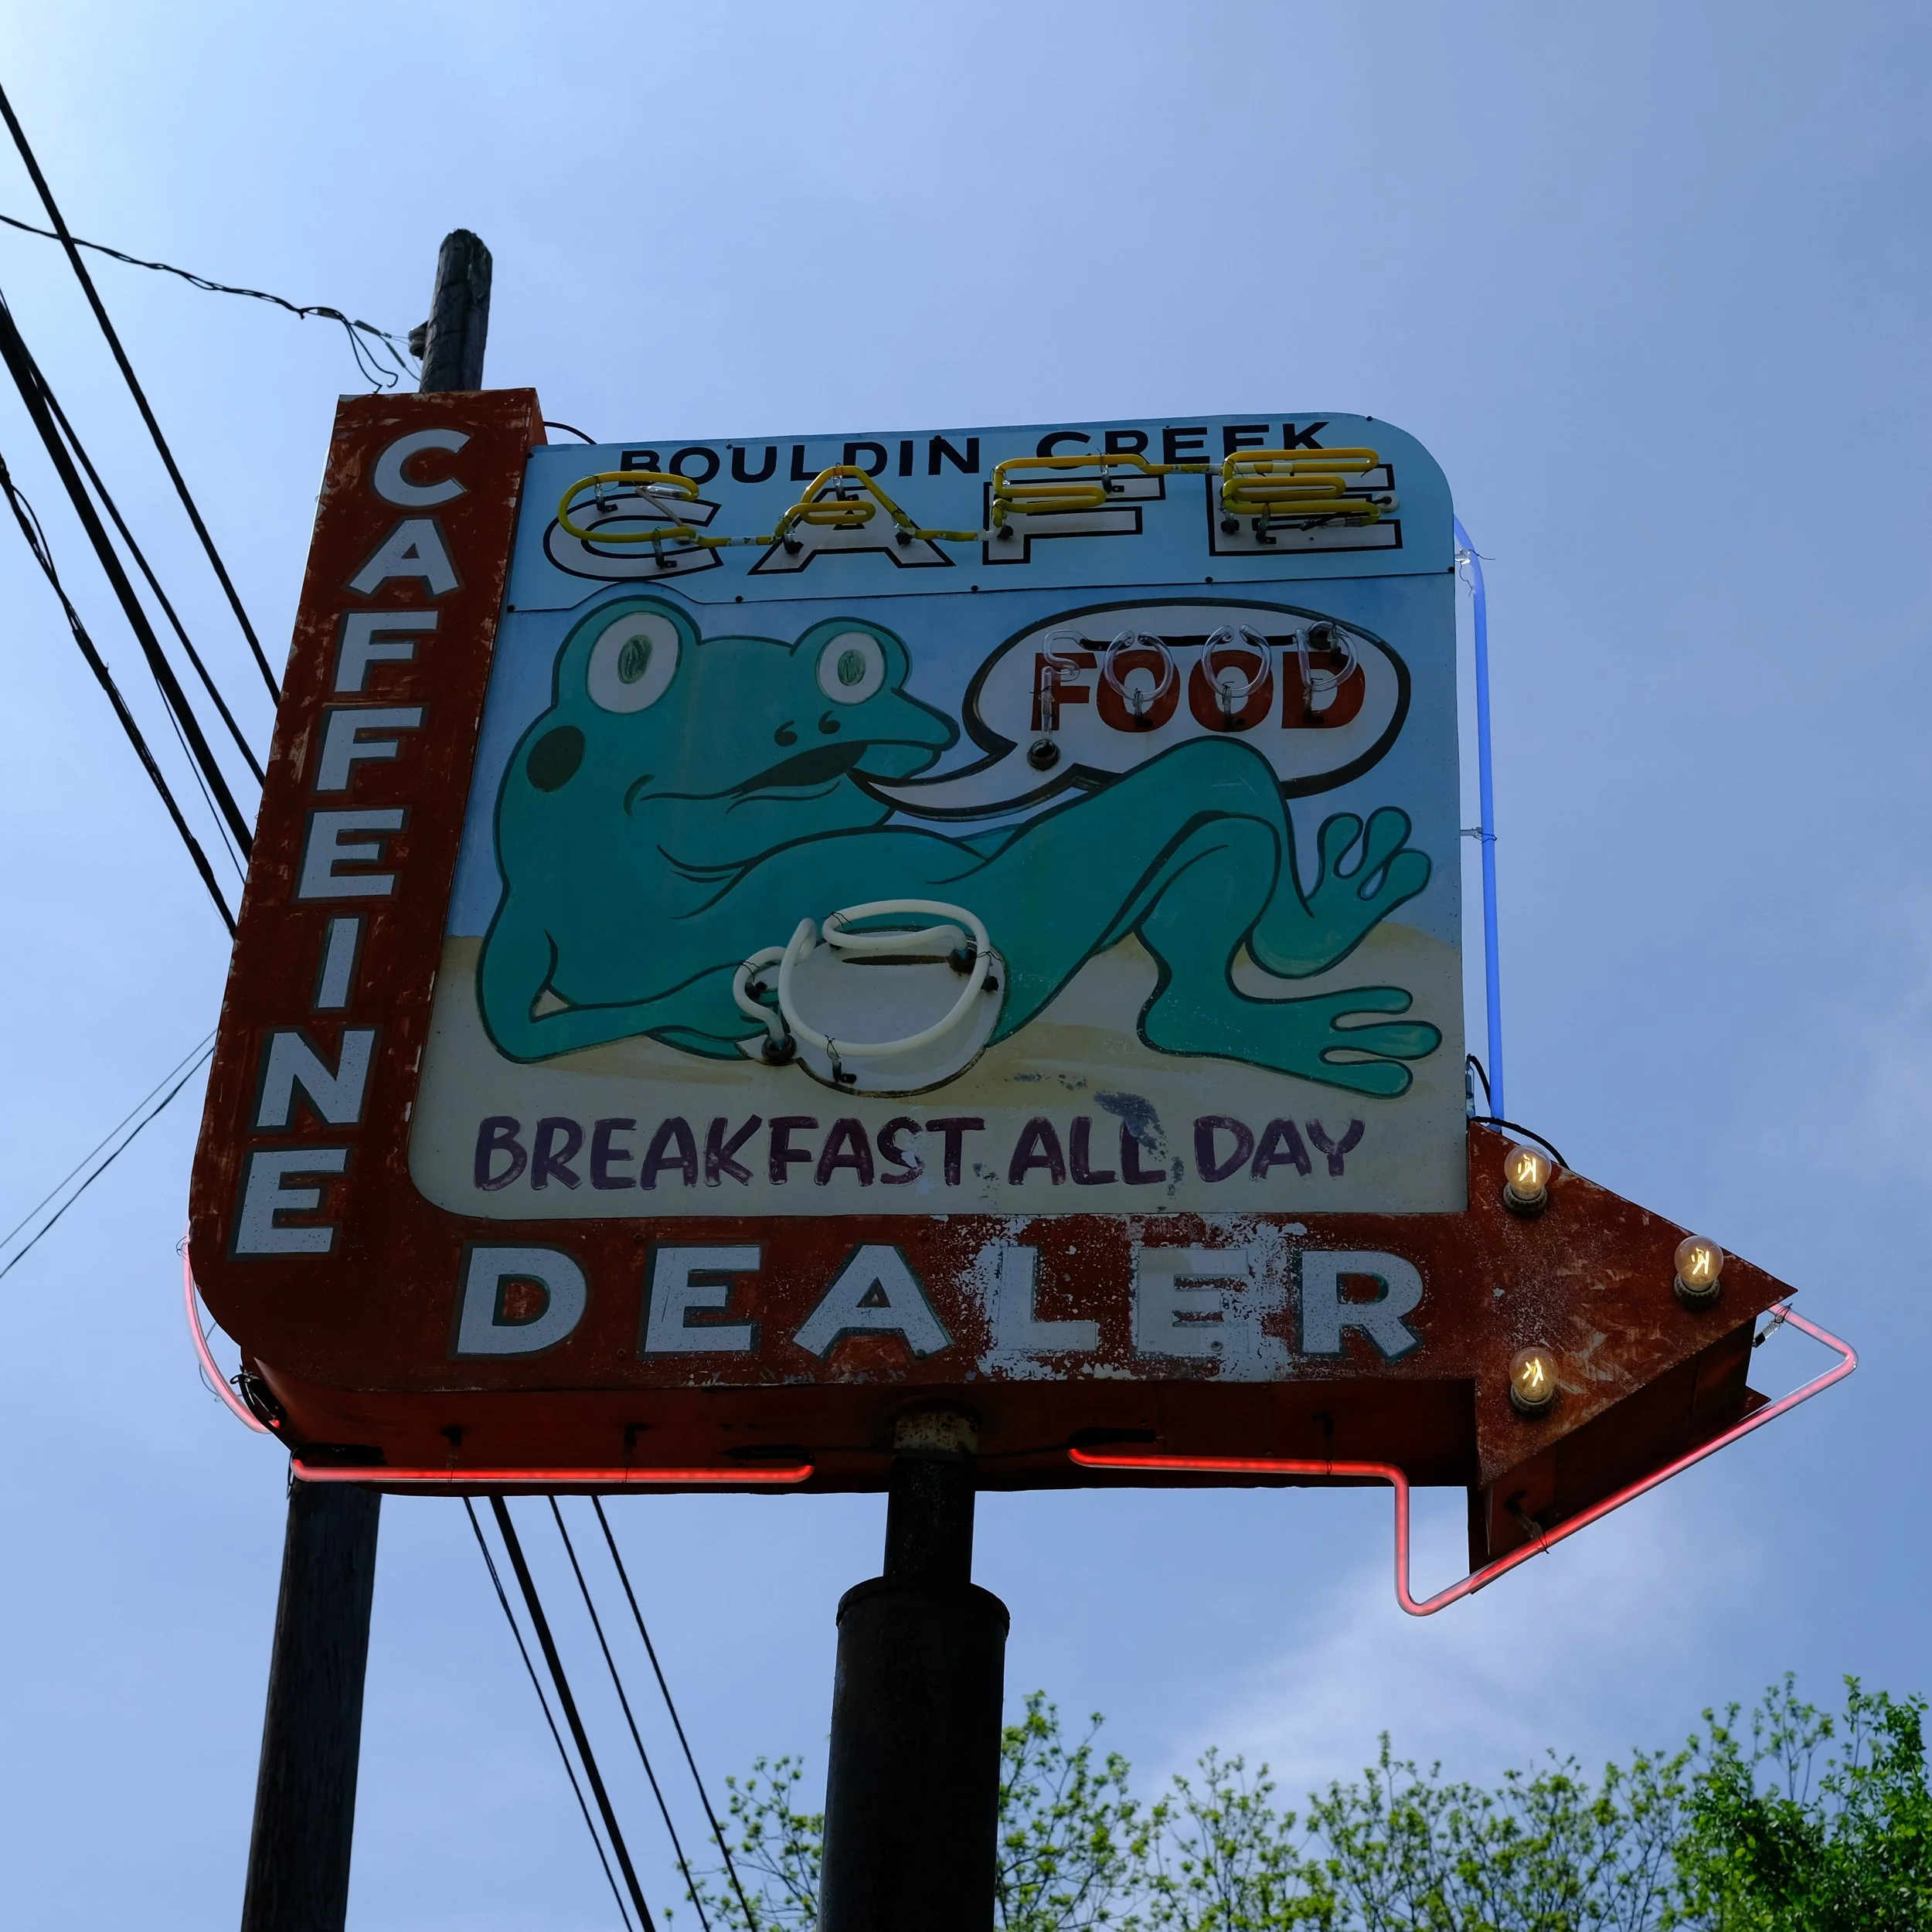 BOULDIN CREEK
CAFE
FOOD
BREAKFAST ALL DAY
CAFFEINE
DEALER